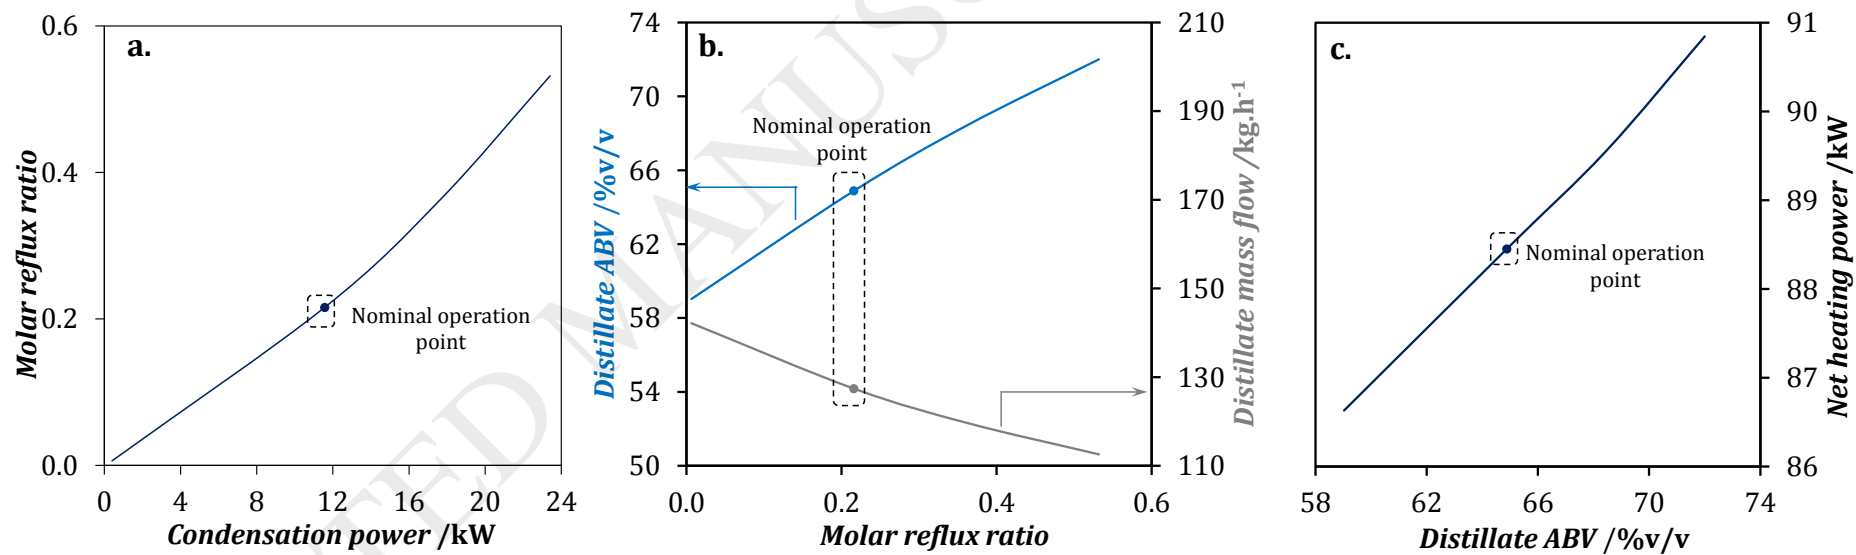 a.
0.6
0.4
0.2
0.0
Molar reflux ratio
Nominal operation
point
0 4 8 12 16 20 24
Condensation power /kW
b.
74
70
66
62
58
54
50
Distillate ABV /%v/v
Nominal operation
point
210
190
170
150
130
110
Distillate mass flow /kg.h-1
0.0 0.2 0.4 0.6
Molar reflux ratio
c.
Nominal operation
point
91
90
89
88
87
86
Net heating power /kW
58 62 66 70 74
Distillate ABV /%v/v
TED MANUSC